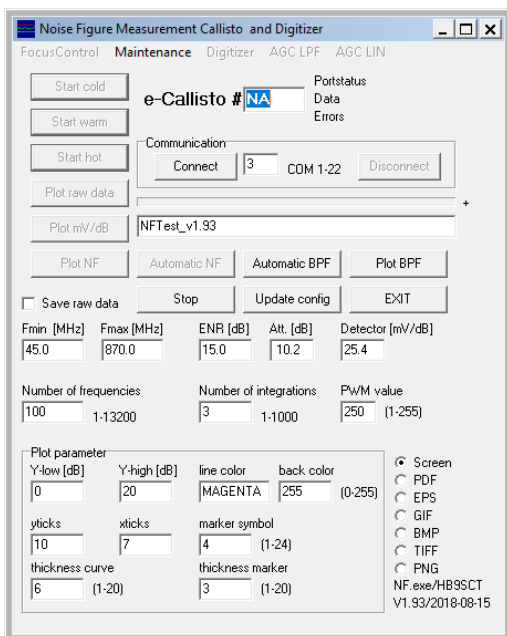 Noise Figure Measurement Callisto and Digitizer
FocusControl Maintenance Digitizer AGC LPF AGC LIN
Start cold
e-Callisto # NA
Portstatus
Data
Errors
Start warm
Communication
Start hot
Connect 3 COM 1-22 Disconnect
Plot raw data
+
Plot mV/dB NFTest_v1.93
Plot NF Automatic NF Automatic BPF Plot BPF
Save raw data Stop Update config EXIT
Fmin [MHz] Fmax [MHz] ENR [dB] Att. [dB] Detector [mV/dB]
45.0 870.0 15.0 10.2 25.4
Number of frequencies Number of integrations PWM value
100 1-13200 3 1-1000 250 (1-255)
Plot parameter
Y-low [dB] Y-high [dB] line color back color
0 20 MAGENTA 255 (0-255)
yticks xticks marker symbol
10 7 4 (1-24)
thickness curve thickness marker
6 (1-20) 3 (1-20)
Screen
PDF
EPS
GIF
BMP
TIFF
PNG
NF.exe/HB9SCT
V1.93/2018-08-15